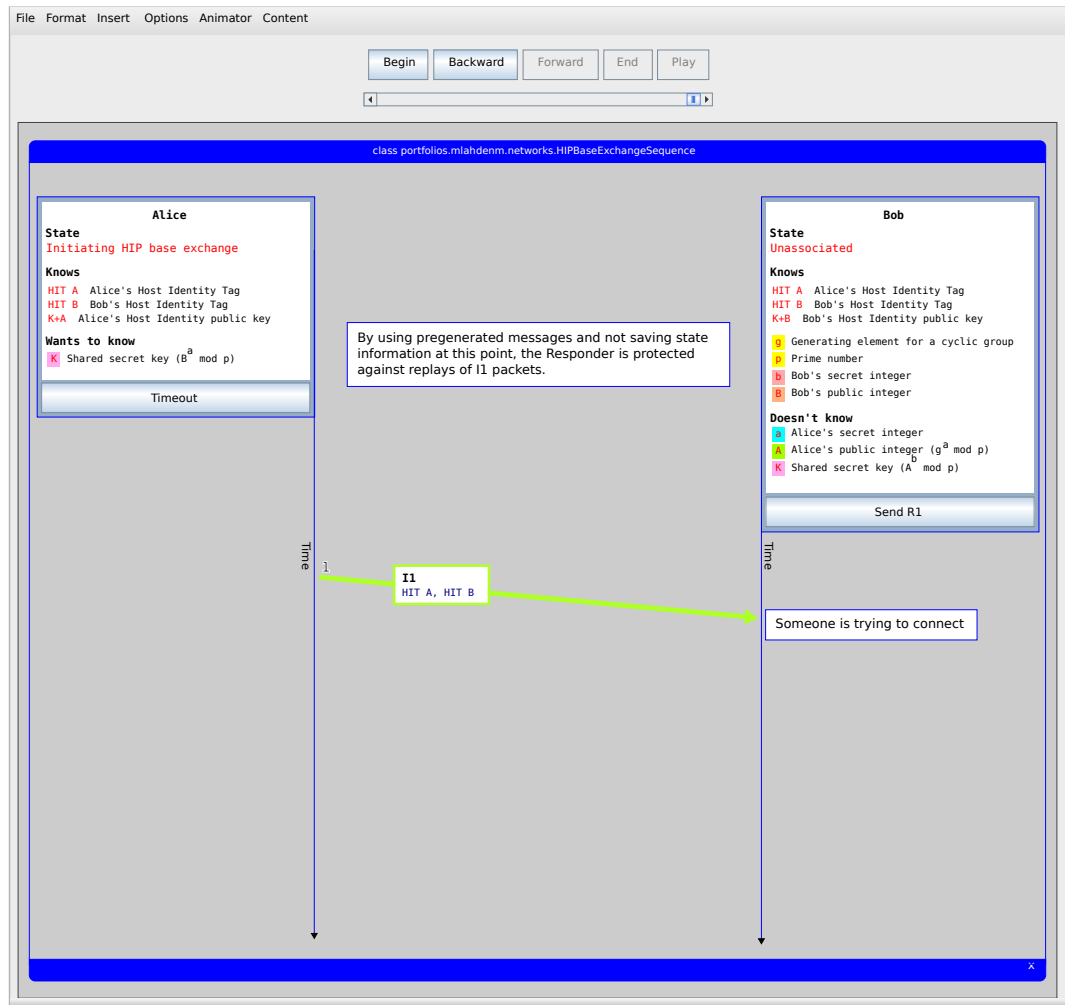 File Format Insert Options Animator Content
Begin Backward Forward End Play
class portfolios.mlahdenm.networks.HIPBaseExchangeSequence
Alice
State
Initiating HIP base exchange
Knows
HIT A Alice's Host Identity Tag
HIT B Bob's Host Identity Tag
K+A Alice's Host Identity public key
Wants to know
K Shared secret key (B^a mod p)
Timeout
By using pregenerated messages and not saving state
information at this point, the Responder is protected
against replays of I1 packets.
Bob
State
Unassociated
Knows
HIT A Alice's Host Identity Tag
HIT B Bob's Host Identity Tag
K+B Bob's Host Identity public key
g Generating element for a cyclic group
p Prime number
b Bob's secret integer
B Bob's public integer
Doesn't know
a Alice's secret integer
A Alice's public integer (g^a mod p)
K Shared secret key (A^b mod p)
Send R1
Time
Time
1
I1
HIT A, HIT B
Someone is trying to connect